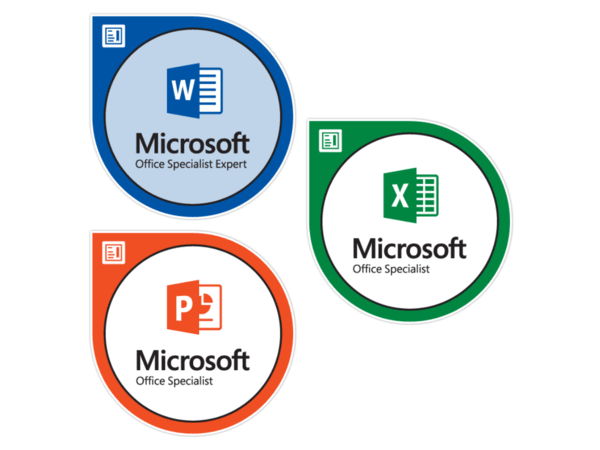 W
Microsoft
Office Specialist Expert
X
Microsoft
Office Specialist
P
Microsoft
Office Specialist